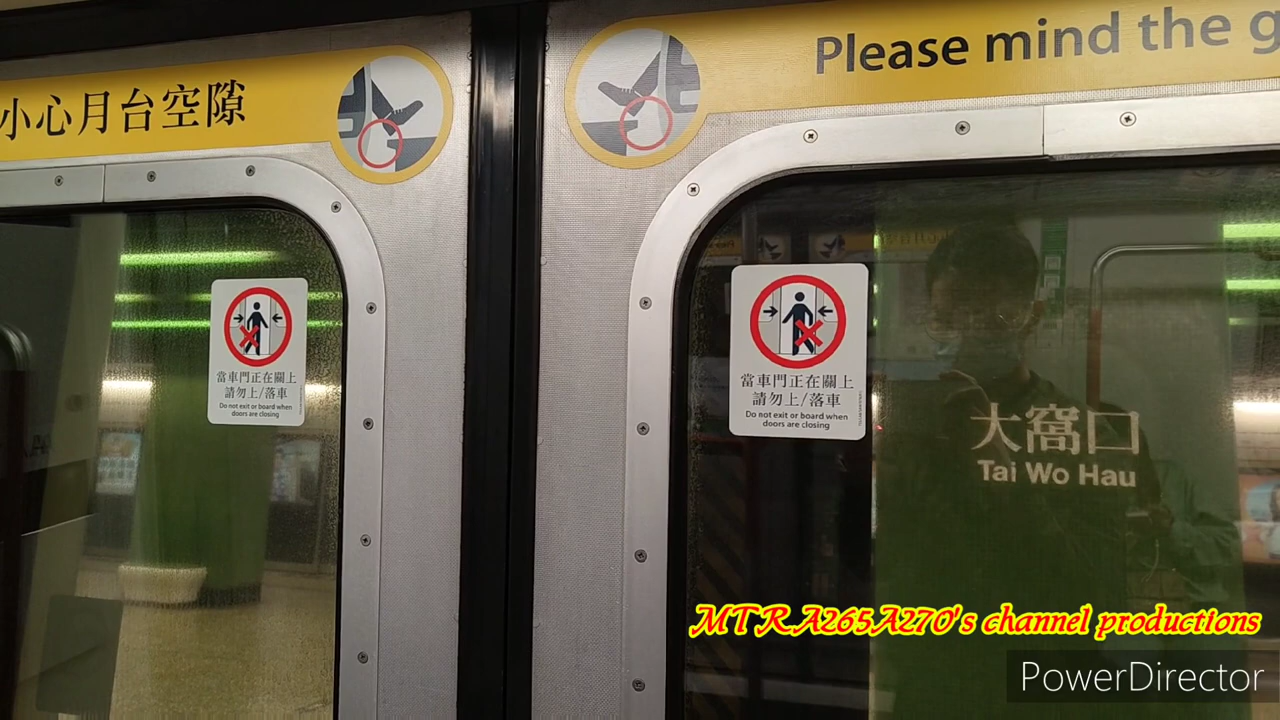 小心月台空隙
Please mind the g
當車門正在關上
請勿上/落車
Do not exit or board when
doors are closing
當車門正在關上
請勿上/落車
Do not exit or board when
doors are closing
大窩口
Tai Wo Hau
MTR A265A270's channel productions
PowerDirector